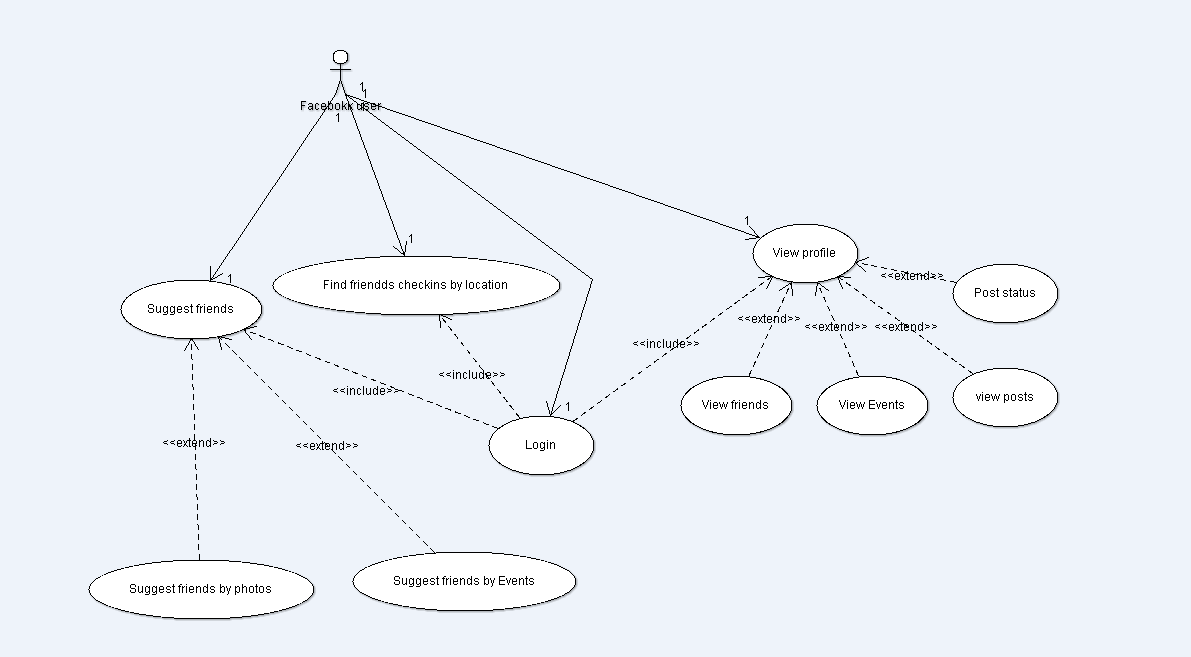 1
1
Facebokk user
1
1
1
1
1
View profile
<<extend>>
Post status
Find friendds checkins by location
Suggest friends
<<extend>>
<<extend>>
<<extend>>
<<include>>
<<include>>
<<include>>
1
View friends
View Events
view posts
Login
<<extend>>
<<extend>>
Suggest friends by photos
Suggest friends by Events